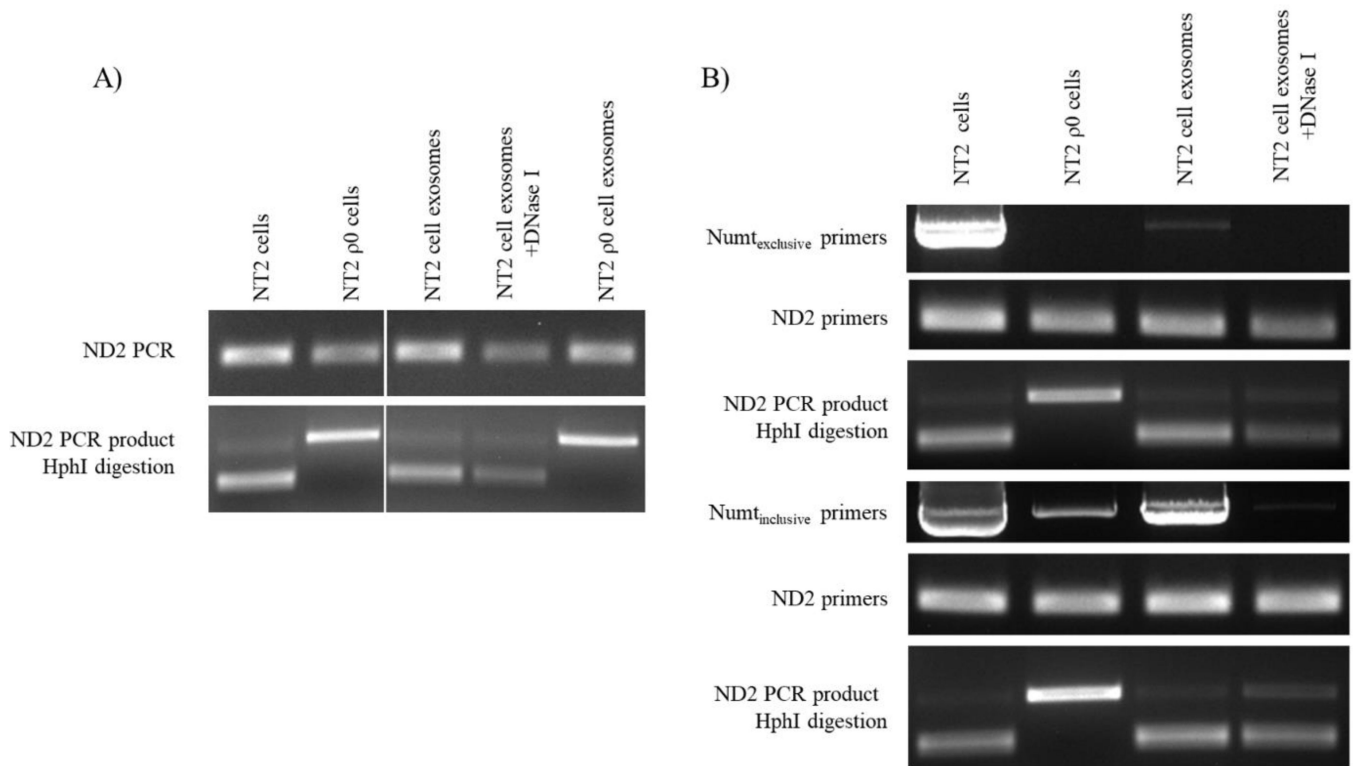 A)
NT2 cells
NT2 ρ0 cells
NT2 cell exosomes
NT2 cell exosomes
+DNase I
NT2 ρ0 cell exosomes
ND2 PCR
ND2 PCR product
HphI digestion
B)
NT2 cells
NT2 ρ0 cells
NT2 cell exosomes
NT2 cell exosomes
+DNase I
Numtexclusive primers
ND2 primers
ND2 PCR product
HphI digestion
Numtinclusive primers
ND2 primers
ND2 PCR product
HphI digestion